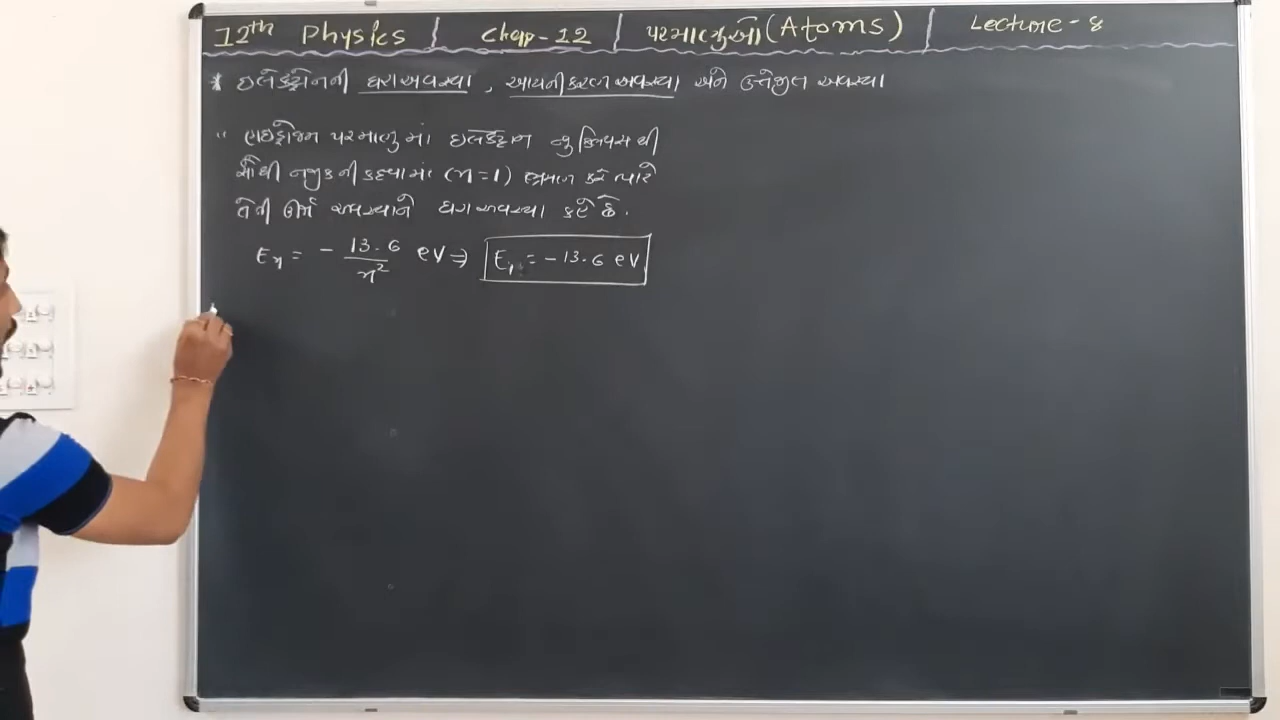 12th Physics | Chap-12 | પરમાણુઓ (Atoms) | Lecture - 8
* ઇલેક્ટ્રોનની ધરાઅવસ્થા , આયનીકરણ અવસ્થા અને ઉત્તેજીત અવસ્થા
" હાઇડ્રોજન પરમાણુમાં ઇલેક્ટ્રોન ન્યુક્લિયસથી
સૌથી નજીકની કક્ષામાં (n=1) ભ્રમણ કરે ત્યારે
તેની ઊર્જા અવસ્થાને ધરાઅવસ્થા કહે છે.
En = - 13.6 / n² eV ⇒ E1 = -13.6 eV